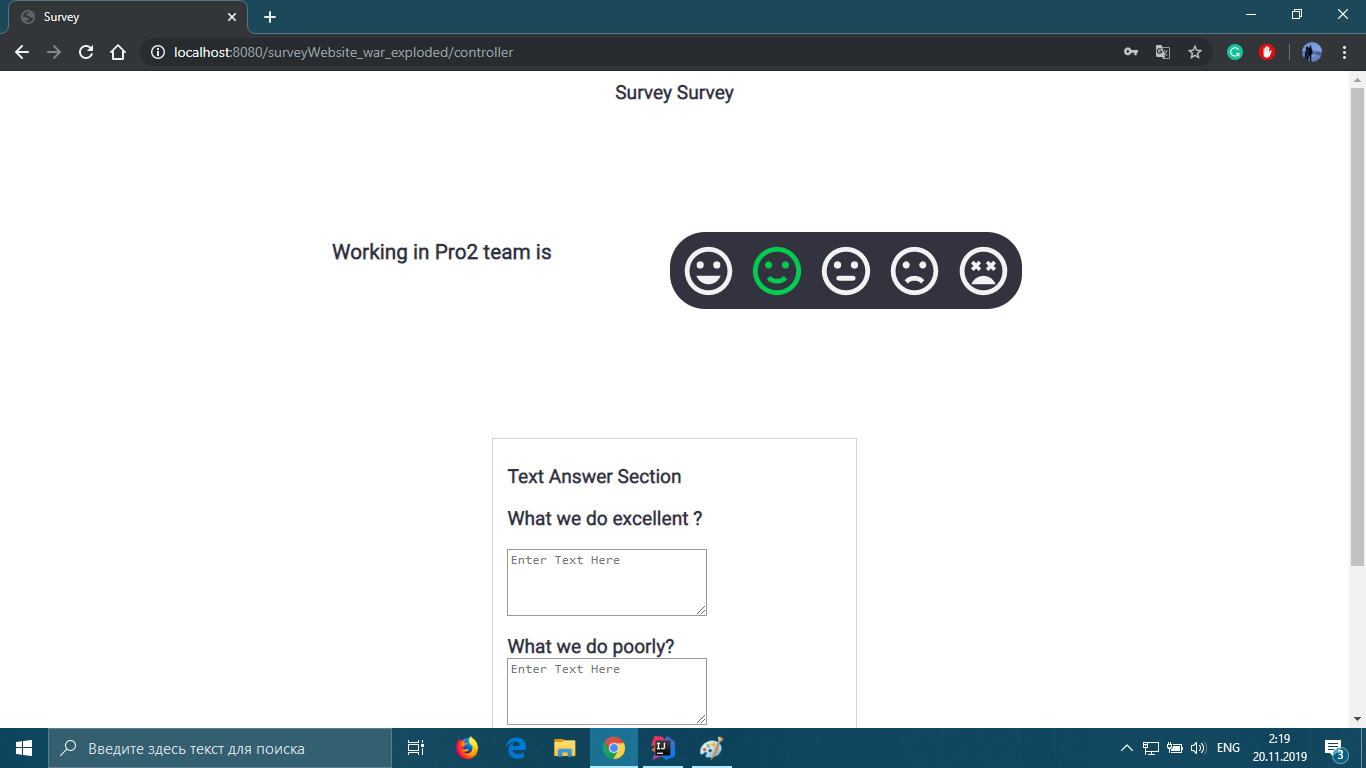 Survey
localhost:8080/surveyWebsite_war_exploded/controller
Survey Survey
Working in Pro2 team is
Text Answer Section
What we do excellent ?
Enter Text Here
What we do poorly?
Enter Text Here
Введите здесь текст для поиска
ENG
2:19
20.11.2019
3